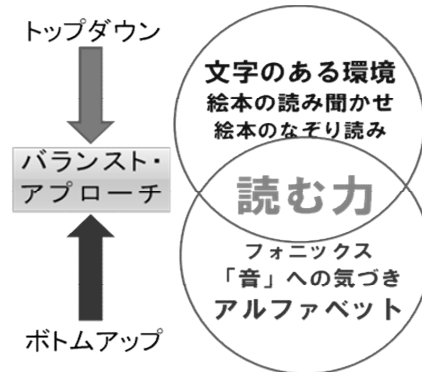 トップダウン
バランスト・
アプローチ
ボトムアップ
文字のある環境
絵本の読み聞かせ
絵本のなぞり読み
読む力
フォニックス
「音」への気づき
アルファベット